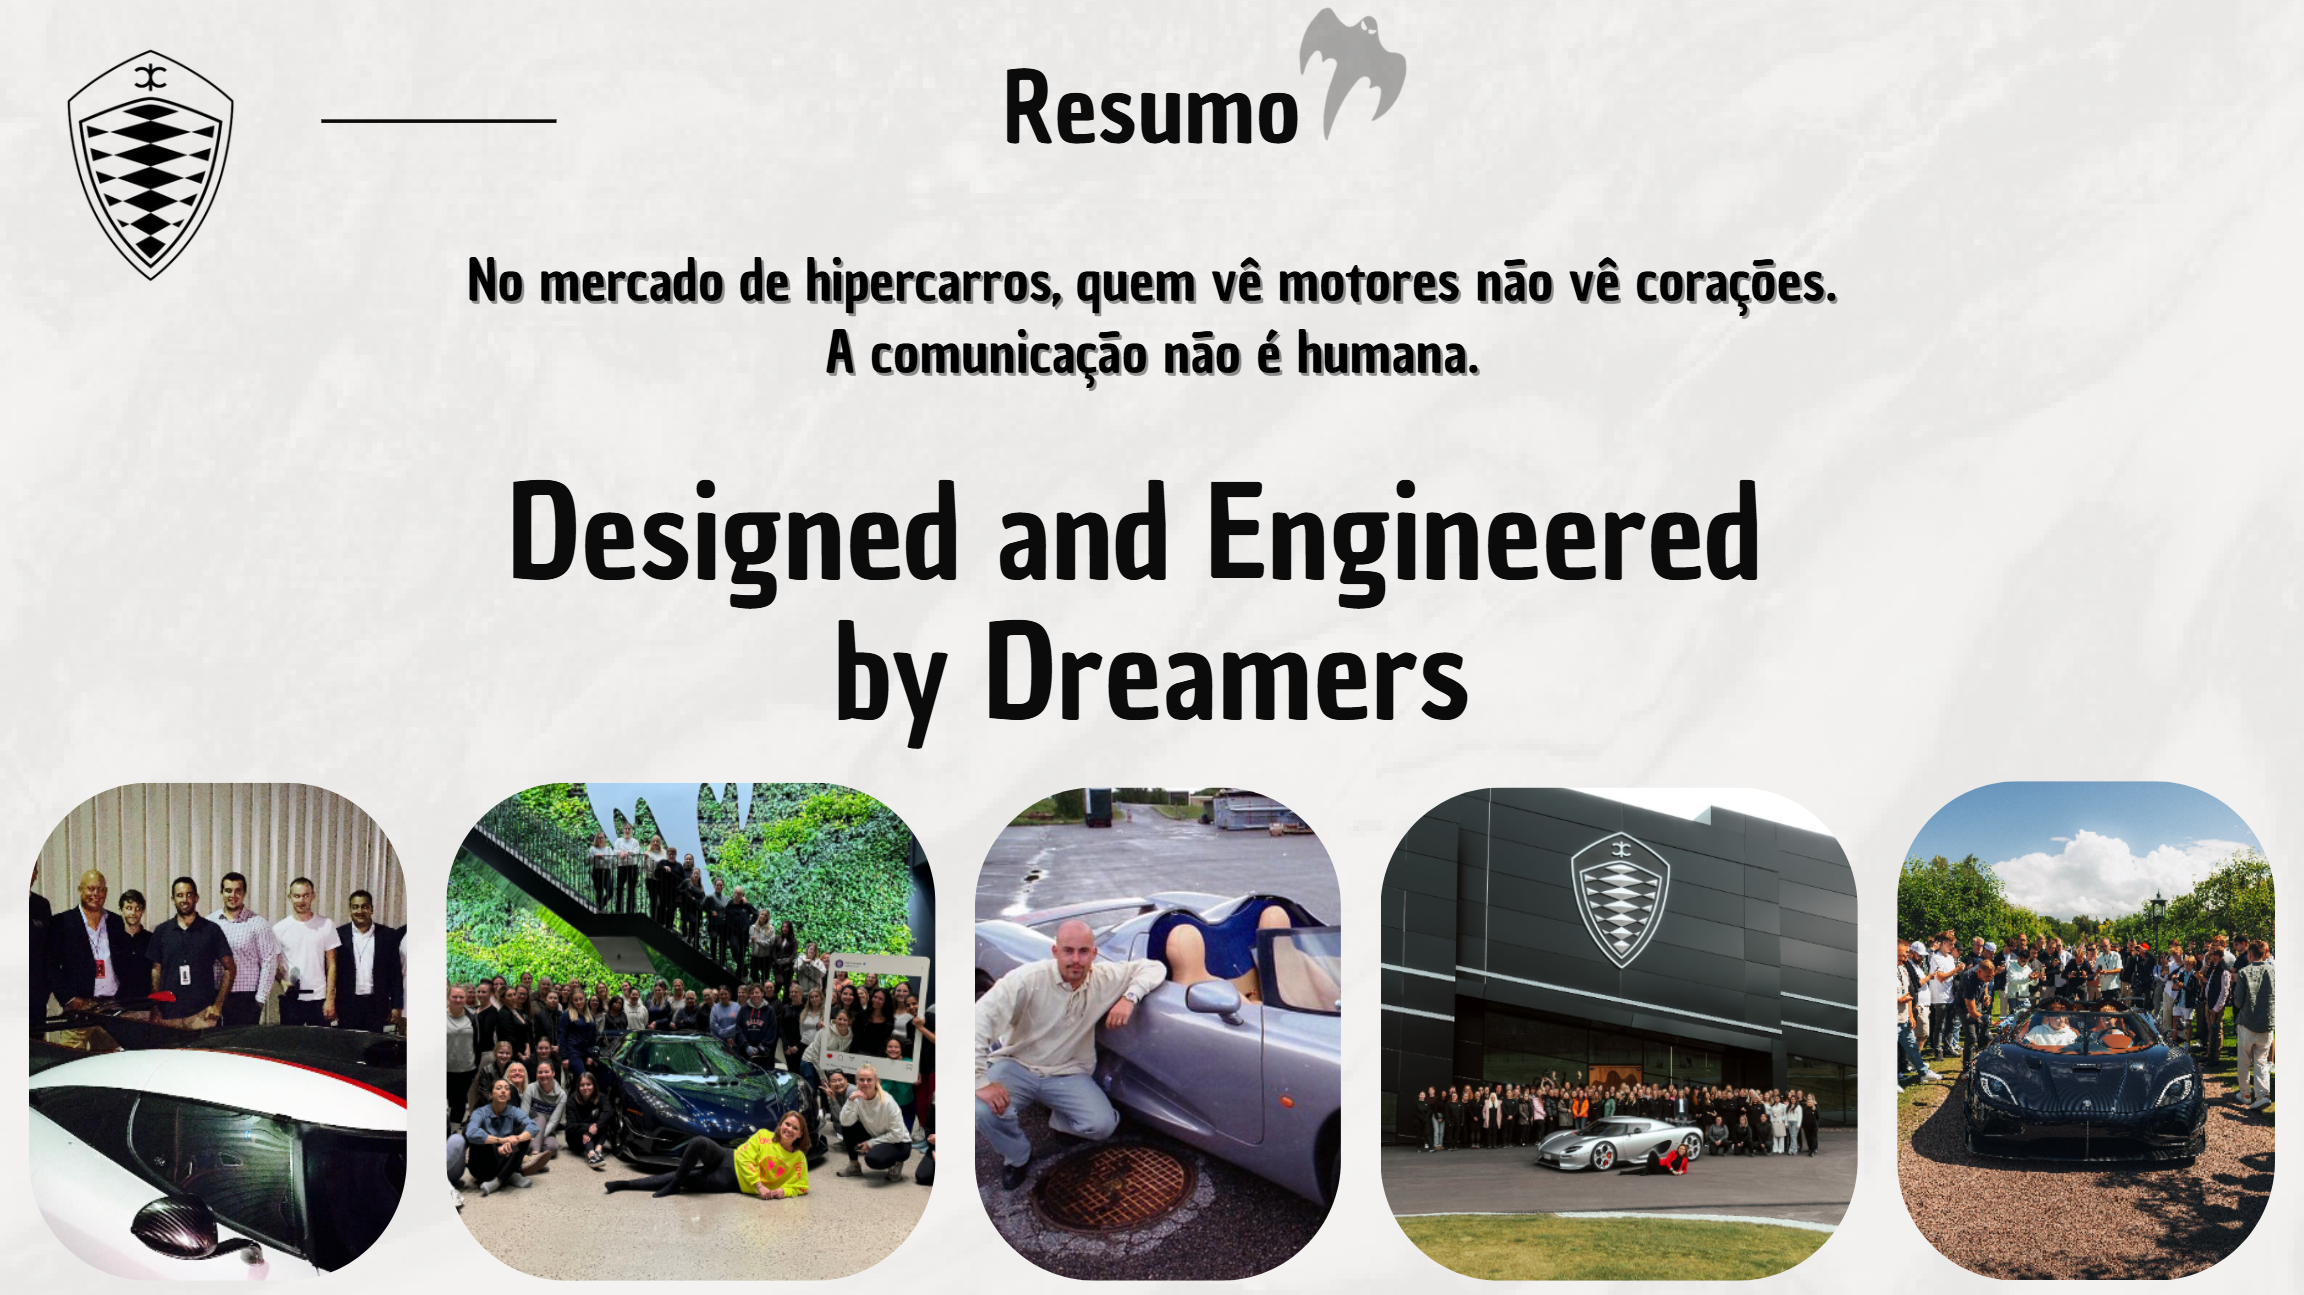 Resumo
No mercado de hipercarros, quem vê motores não vê corações.
A comunicação não é humana.
Designed and Engineered
by Dreamers